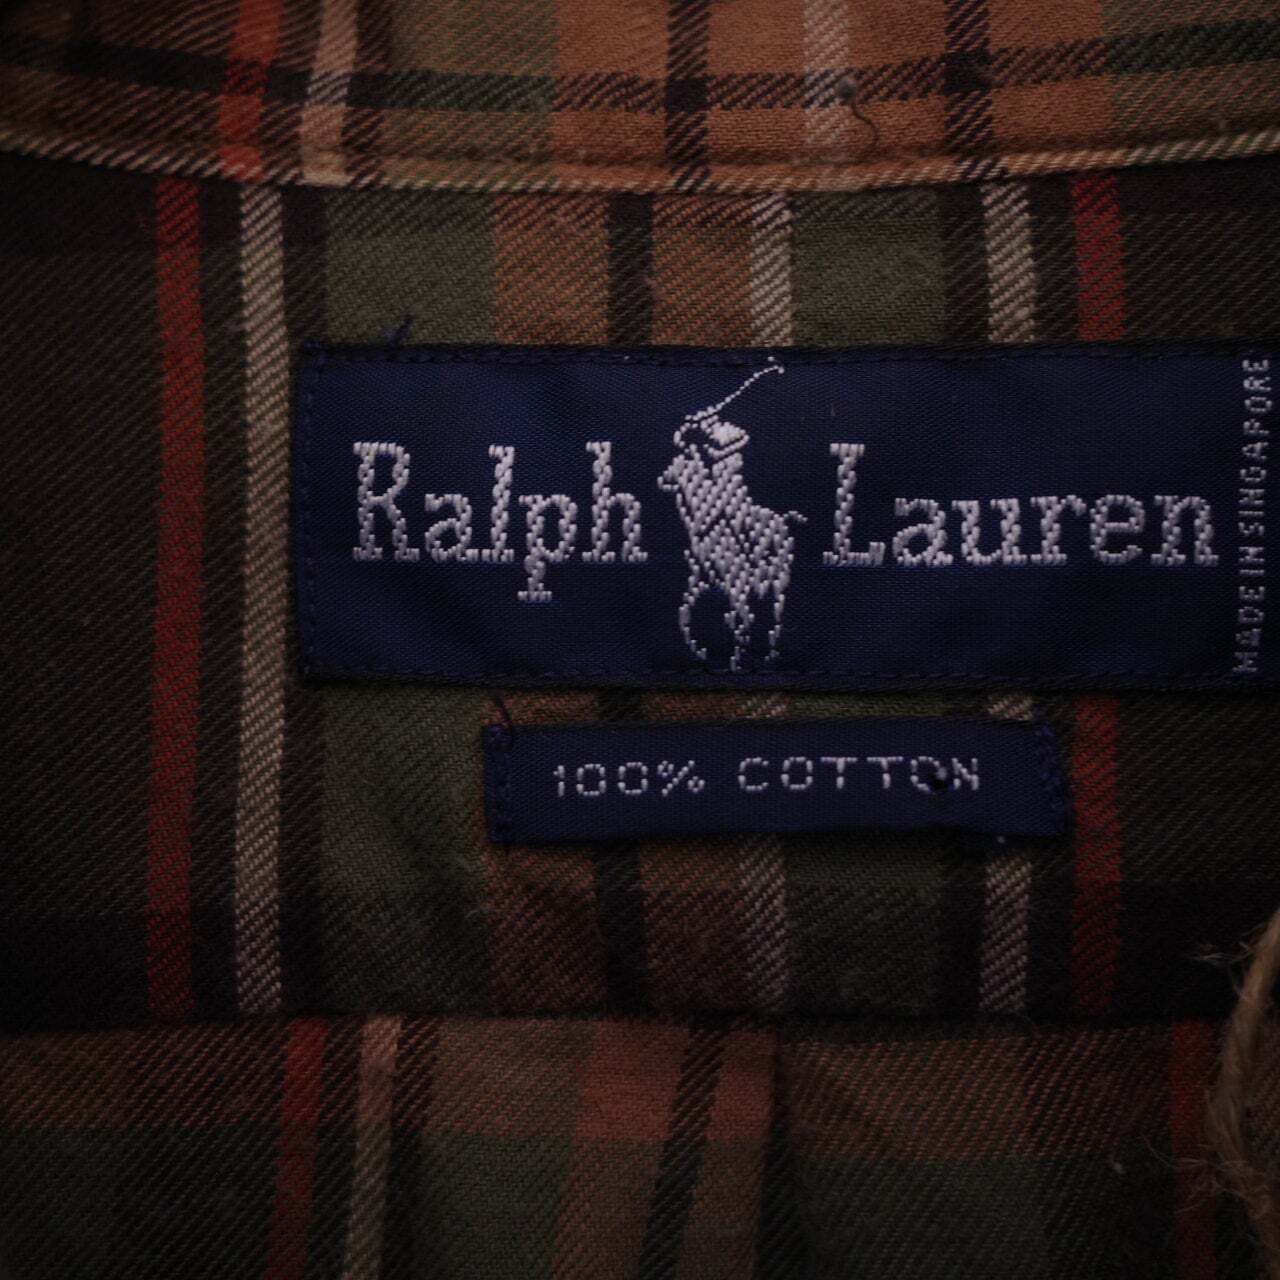 Ralph Lauren
MADE IN SINGAPORE
100% COTTON